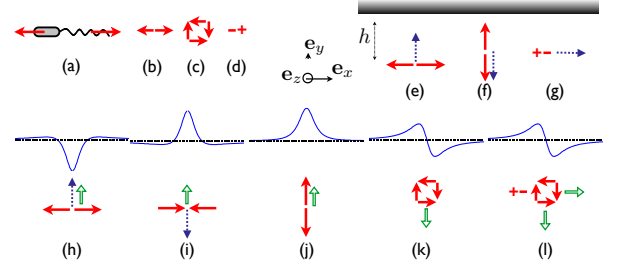 h
(a)
(b)
(c)
(d)
- +
e_y
e_z
e_x
(e)
(f)
+ -
(g)
(h)
(i)
(j)
(k)
+ -
(l)